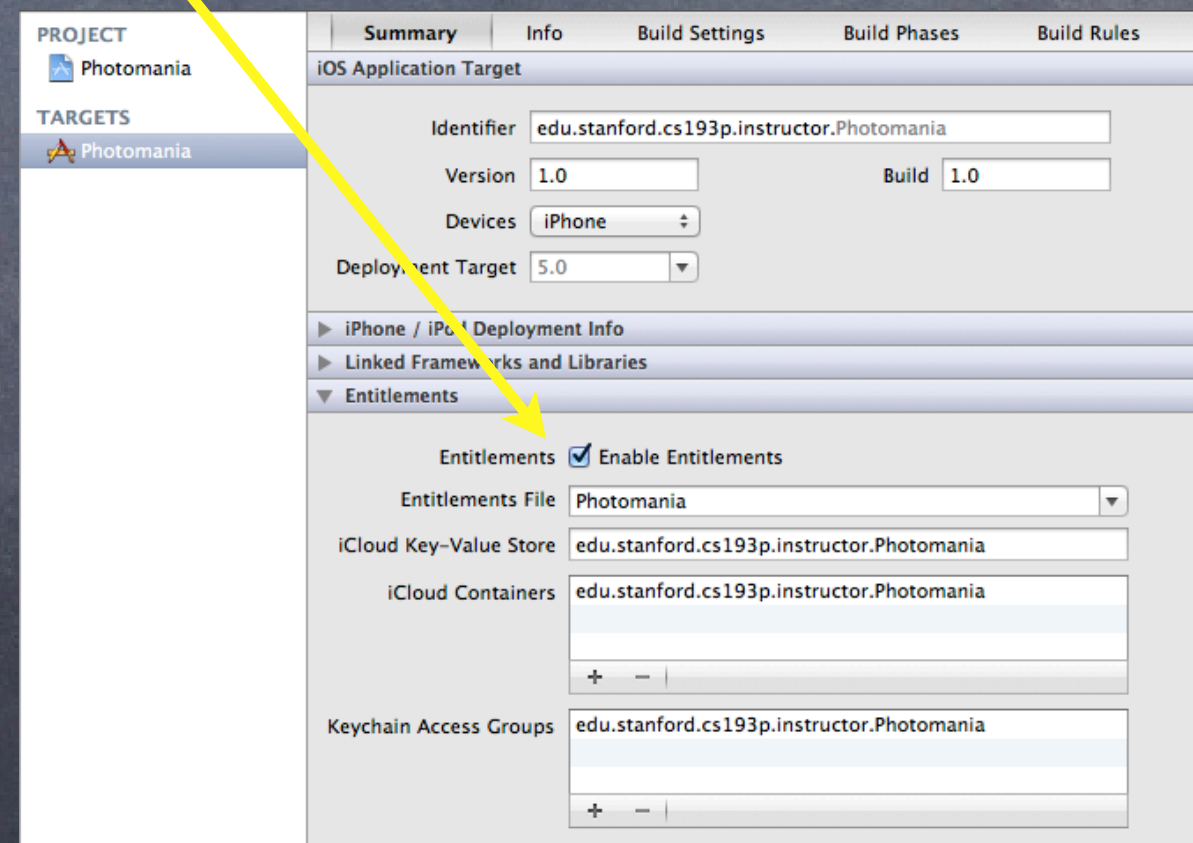 PROJECT
Photomania
TARGETS
Photomania
Summary Info Build Settings Build Phases Build Rules
iOS Application Target
Identifier edu.stanford.cs193p.instructor.Photomania
Version 1.0 Build 1.0
Devices iPhone
Deployment Target 5.0
iPhone / iPod Deployment Info
Linked Frameworks and Libraries
Entitlements
Entitlements Enable Entitlements
Entitlements File Photomania
iCloud Key-Value Store edu.stanford.cs193p.instructor.Photomania
iCloud Containers edu.stanford.cs193p.instructor.Photomania
Keychain Access Groups edu.stanford.cs193p.instructor.Photomania